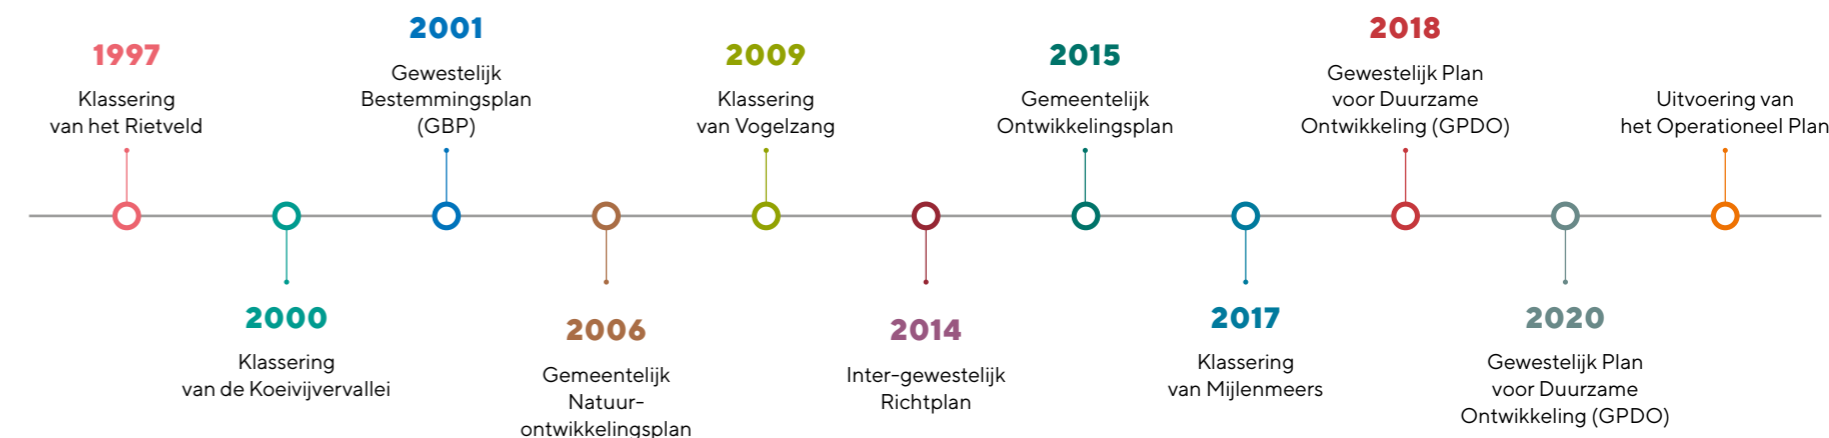 1997
Klassering
van het Rietveld
2000
Klassering
van de Koeivijvervallei
2001
Gewestelijk
Bestemmingsplan
(GBP)
2006
Gemeentelijk
Natuur-
ontwikkelingsplan
2009
Klassering
van Vogelzang
2014
Inter-gewestelijk
Richtplan
2015
Gemeentelijk
Ontwikkelingsplan
2017
Klassering
van Mijlenmeers
2018
Gewestelijk Plan
voor Duurzame
Ontwikkeling (GPDO)
2020
Gewestelijk Plan
voor Duurzame
Ontwikkeling (GPDO)
Uitvoering van
het Operationeel Plan